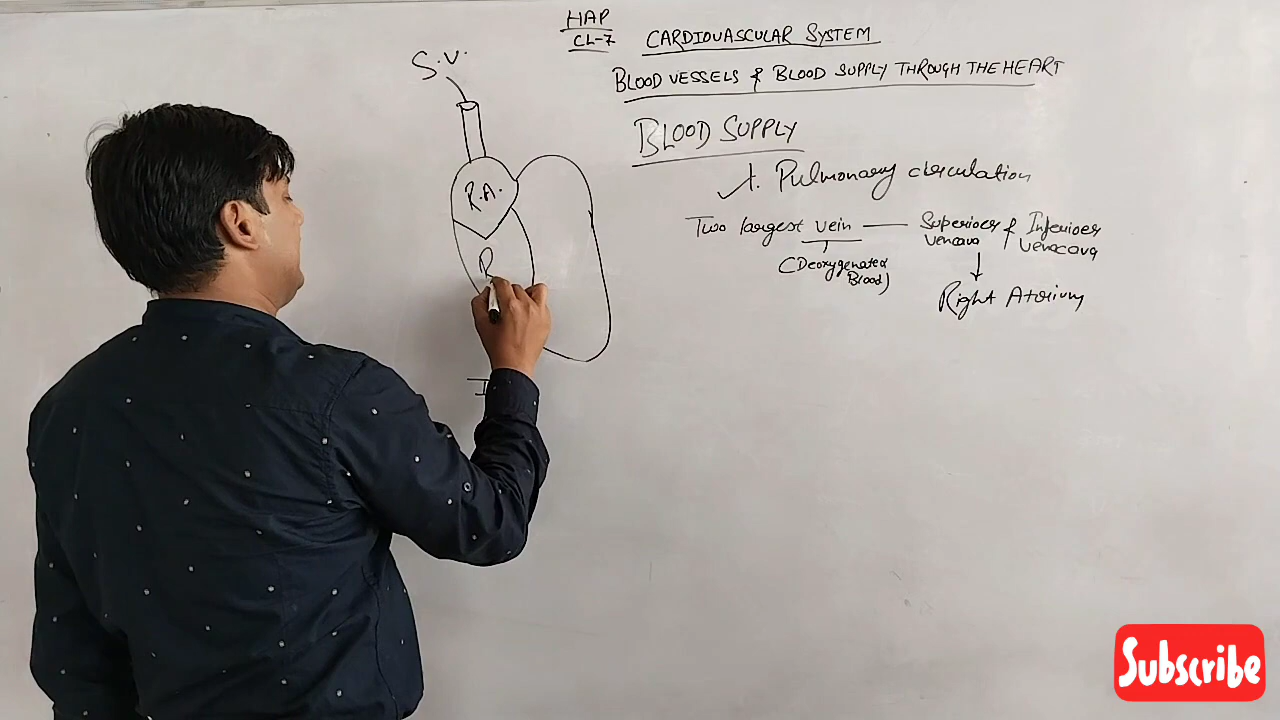 HAP
CL-7
CARDIOVASCULAR SYSTEM
BLOOD VESSELS & BLOOD SUPPLY THROUGH THE HEART
BLOOD SUPPLY
1. Pulmonary circulation
Two largest vein — Superior & Inferior
vencava venacava
(Deoxygenated
Blood)
Right Atrium
S.V.
R.A.
R
I
Subscribe